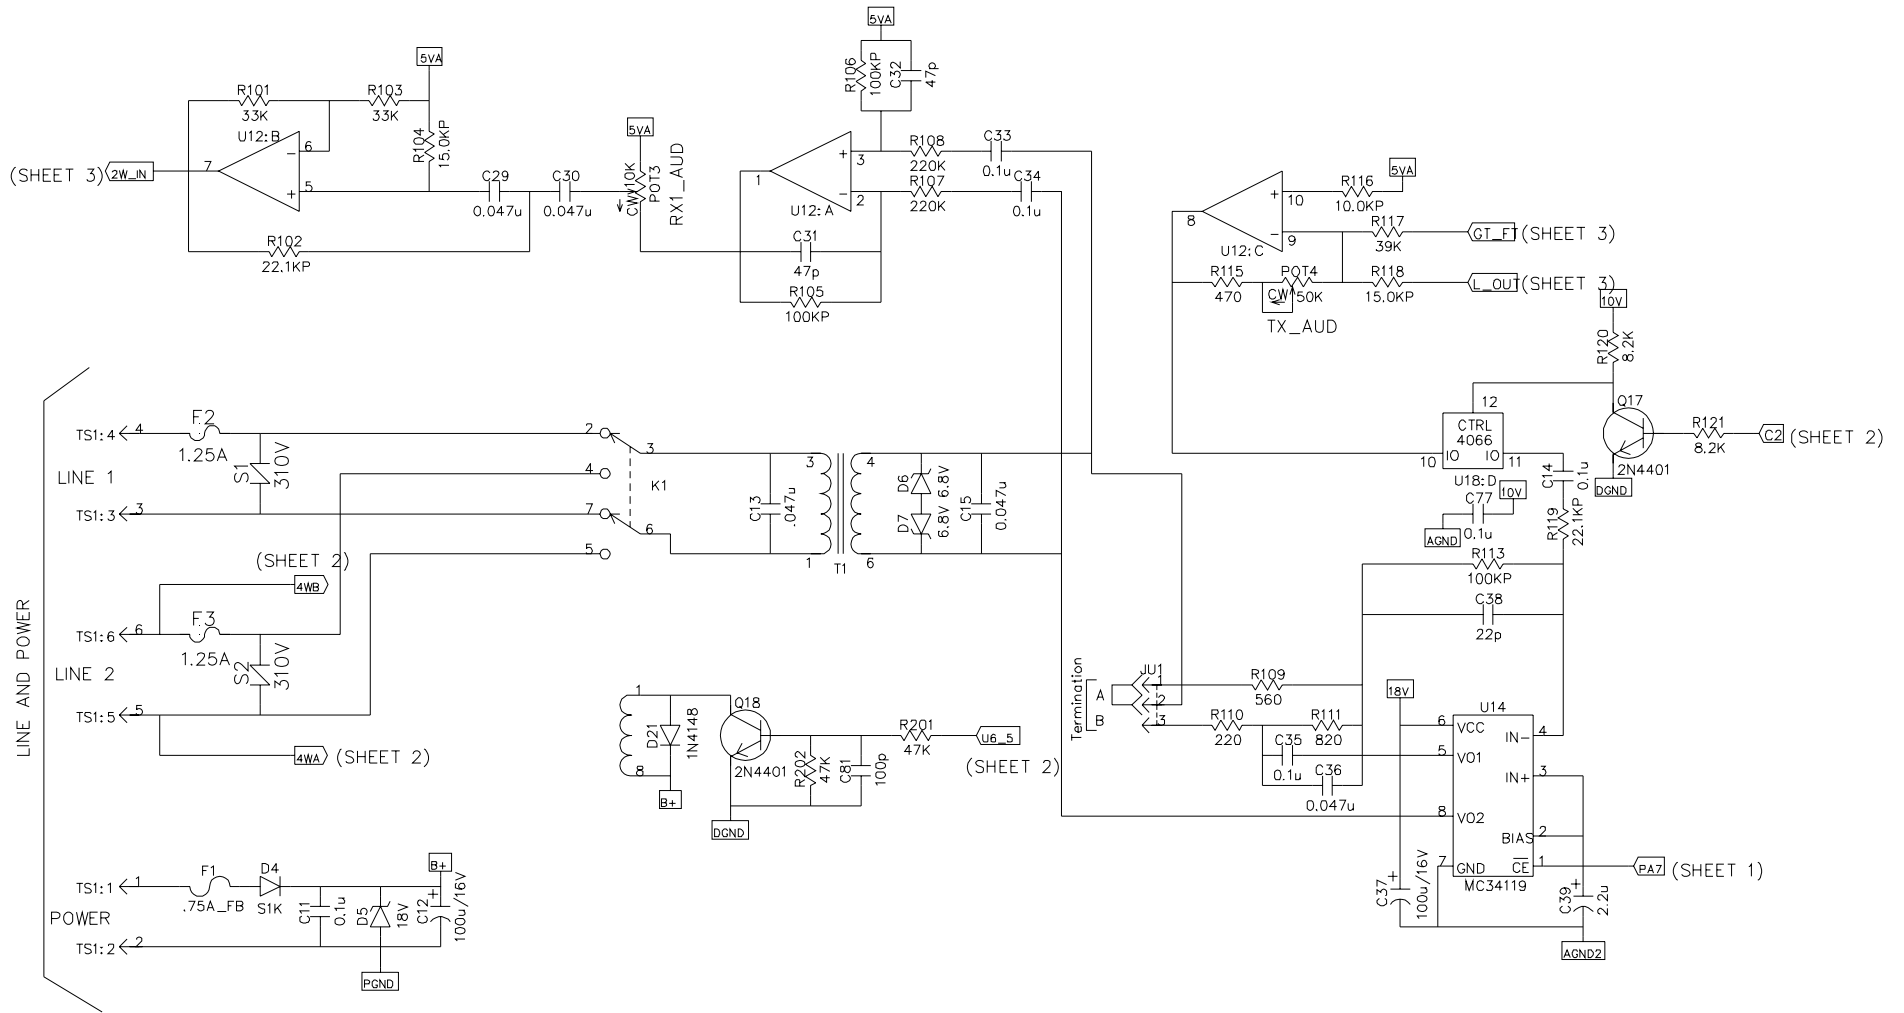 5VA
R106
100KP
C32
47p
5VA
R101
33K
R103
33K
U12:B
6
R104
15.0KP
(SHEET 3)
2W_IN
7
5
C29
0.047u
C30
0.047u
R102
22.1KP
5VA
CW
10K
POT3
RX1_AUD
1
U12:A
3
2
R108
220K
R107
220K
C33
0.1u
C34
0.1u
C31
47p
R105
100KP
5VA
8
U12:C
10
9
R116
10.0KP
R117
39K
GT_FT
(SHEET 3)
R115
470
POT4
CW
50K
TX_AUD
R118
15.0KP
L_OUT
(SHEET 3)
10V
R120
8.2K
Q17
2N4401
R121
8.2K
C2
(SHEET 2)
DGND
12
CTRL
4066
IO
IO
10
11
U18:D
C14
0.1u
C77
0.1u
10V
AGND
R119
22.1KP
R113
100KP
C38
22p
LINE AND POWER
TS1:4
4
F2
1.25A
S1
310V
LINE 1
TS1:3
3
(SHEET 2)
4WB
TS1:6
6
F3
1.25A
S2
310V
LINE 2
TS1:5
5
4WA
(SHEET 2)
2
3
4
K1
7
6
5
C13
.047u
3
1
T1
4
6
D6
6.8V
D7
6.8V
C15
0.047u
1
8
D21
1N4148
B+
Q18
2N4401
DGND
R202
47K
C81
100p
R201
47K
U6_5
(SHEET 2)
Termination
A
B
JU1
1
2
3
R109
560
R110
220
R111
820
C35
0.1u
C36
0.047u
18V
U14
6
VCC
5
VO1
8
VO2
7
GND
IN-
4
IN+
3
BIAS
2
CE
1
MC34119
PA7
(SHEET 1)
C37
+
100u/16V
C39
+
2.2u
AGND2
TS1:1
1
F1
.75A_FB
D4
S1K
C11
0.1u
D5
18V
C12
+
100u/16V
B+
POWER
TS1:2
2
PGND